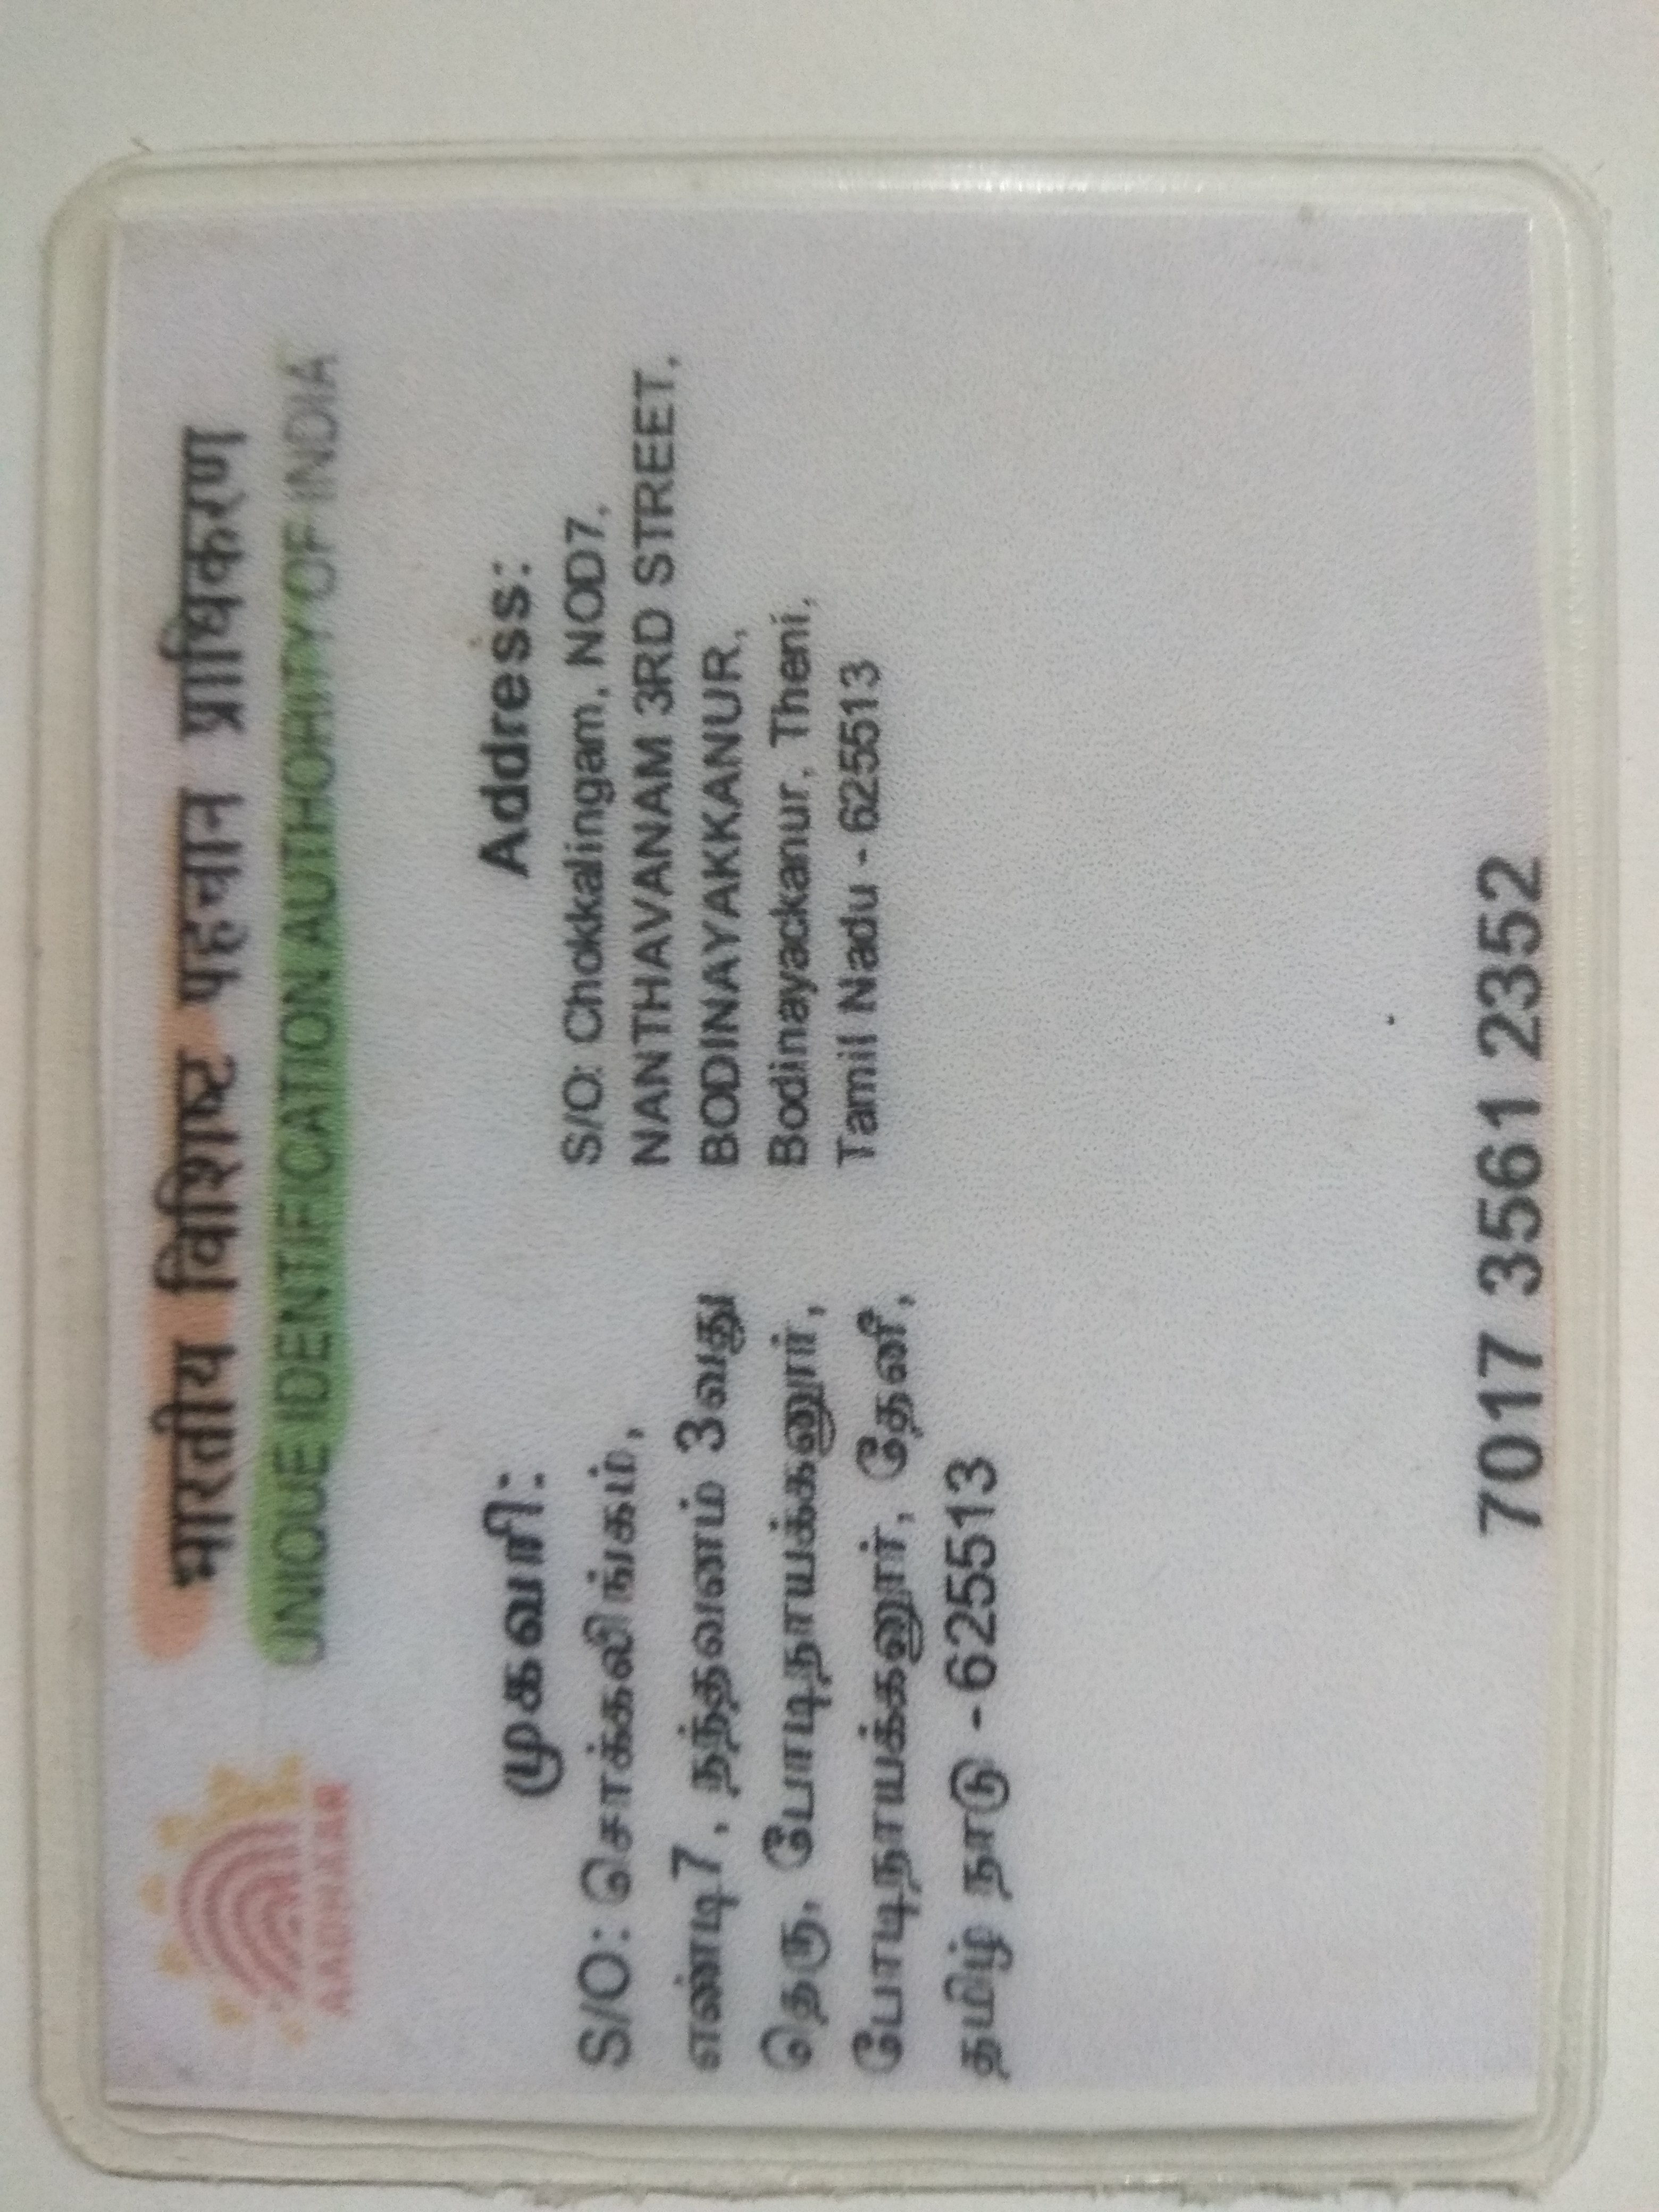 भारतीय विशिष्ट पहचान प्राधिकरण
UNIQUE IDENTIFICATION AUTHORITY OF INDIA
AADHAAR
முகவரி:
S/O: சொக்கலிங்கம்,
எண்டி7, நந்தவனம் 3வது
தெரு, போடிநாயக்கனூர்,
போடிநாயக்கனூர், தேனி,
தமிழ் நாடு - 625513
Address:
S/O: Chokkalingam, NOD7,
NANTHAVANAM 3RD STREET,
BODINAYAKKANUR,
Bodinayackanur, Theni,
Tamil Nadu - 625513
7017 3561 2352